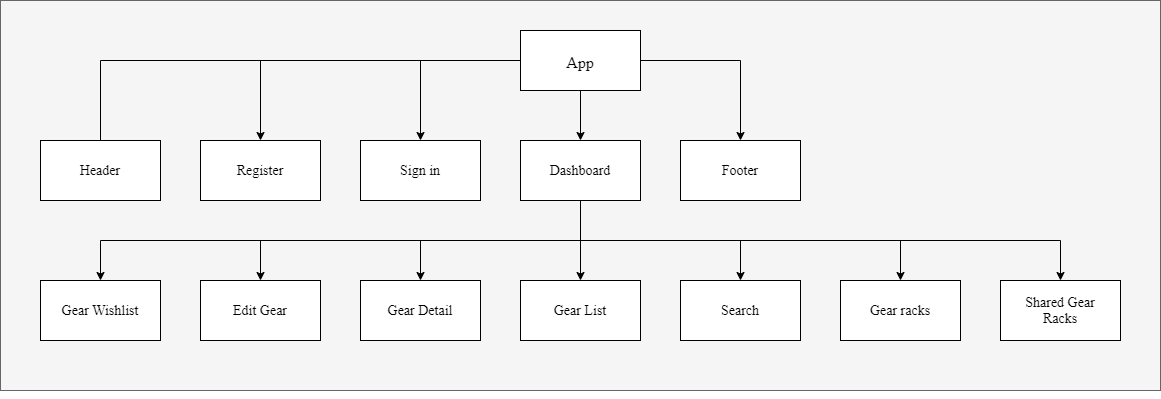 App
Header
Register
Sign in
Dashboard
Footer
Gear Wishlist
Edit Gear
Gear Detail
Gear List
Search
Gear racks
Shared Gear
Racks